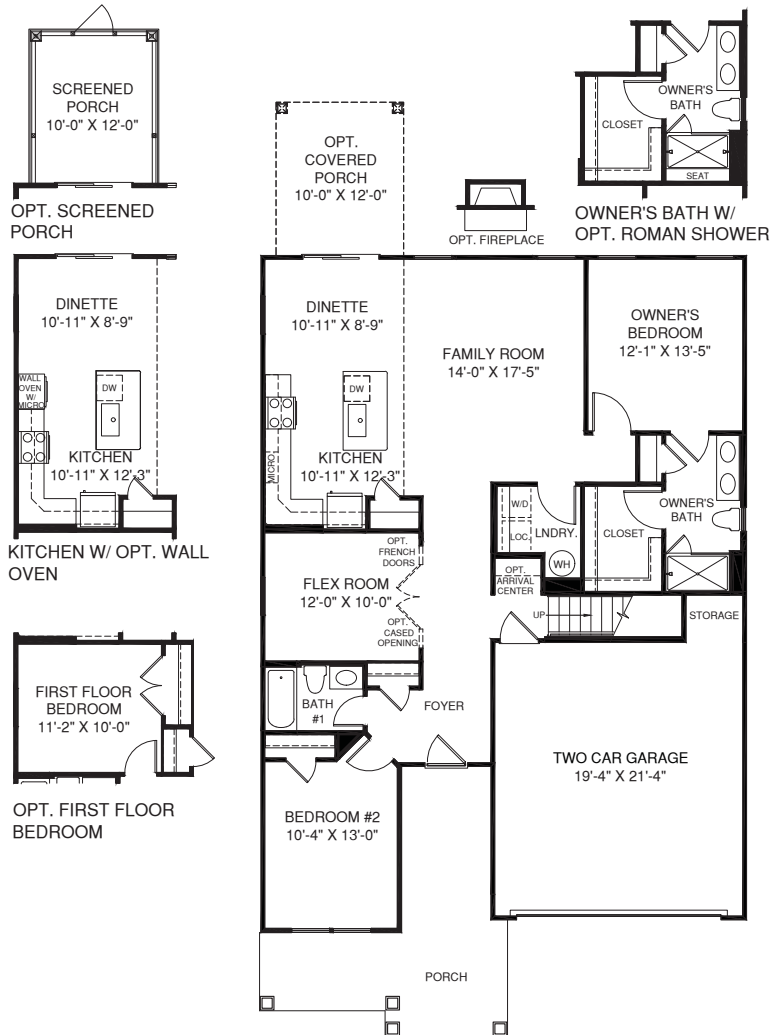 SCREENED
PORCH
10'-0" X 12'-0"
OPT. SCREENED
PORCH
DINETTE
10'-11" X 8'-9"
WALL
OVEN
W/
MICRO
DW
KITCHEN
10'-11" X 12'-3"
KITCHEN W/ OPT. WALL
OVEN
FIRST FLOOR
BEDROOM
11'-2" X 10'-0"
OPT. FIRST FLOOR
BEDROOM
OPT.
COVERED
PORCH
10'-0" X 12'-0"
OPT. FIREPLACE
OWNER'S
BATH
CLOSET
SEAT
OWNER'S BATH W/
OPT. ROMAN SHOWER
DINETTE
10'-11" X 8'-9"
FAMILY ROOM
14'-0" X 17'-5"
OWNER'S
BEDROOM
12'-1" X 13'-5"
DW
MICRO
KITCHEN
10'-11" X 12'-3"
W/D
LOC.
LNDRY.
WH
CLOSET
OWNER'S
BATH
OPT.
FRENCH
DOORS
FLEX ROOM
12'-0" X 10'-0"
OPT.
CASED
OPENING
OPT.
ARRIVAL
CENTER
UP
STORAGE
BATH
#1
FOYER
TWO CAR GARAGE
19'-4" X 21'-4"
BEDROOM #2
10'-4" X 13'-0"
PORCH